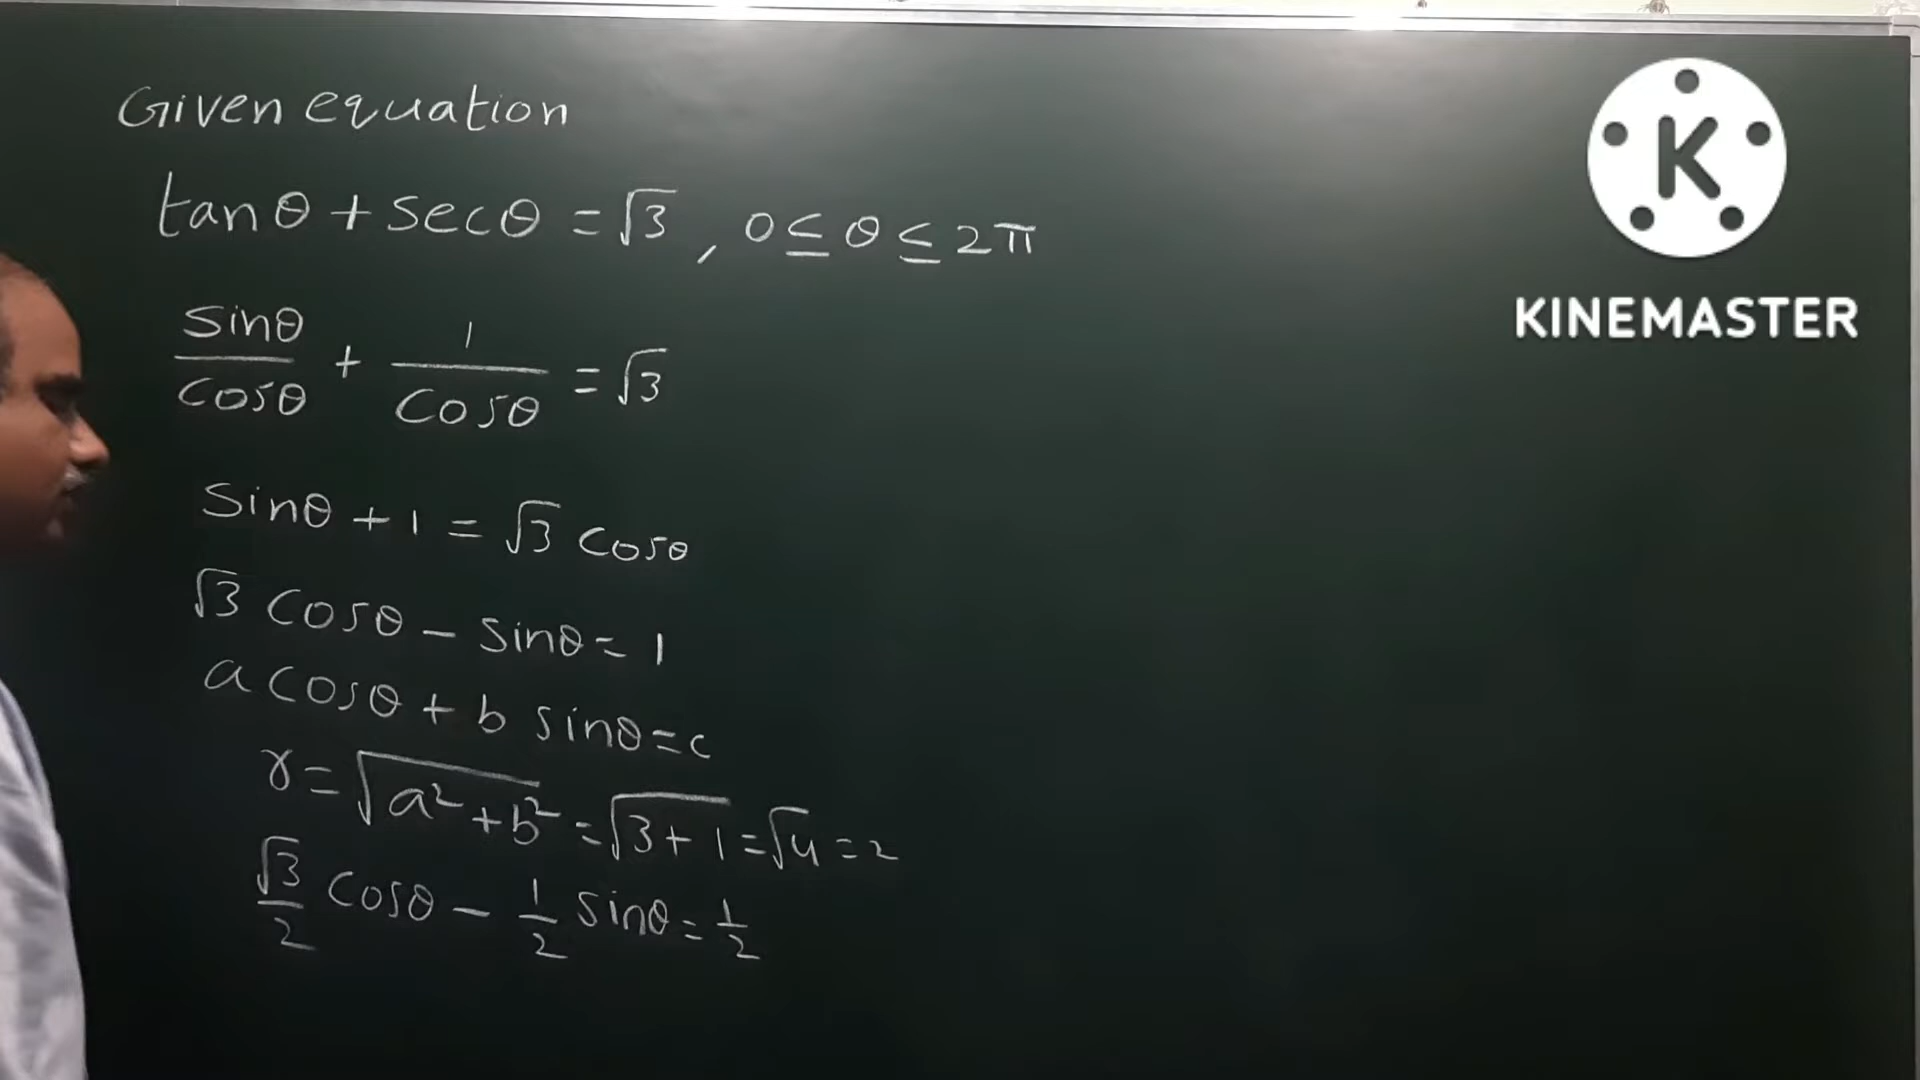 Given equation
tanθ + secθ = √3 , 0 ≤ θ ≤ 2π
sinθ/cosθ + 1/cosθ = √3
sinθ + 1 = √3 cosθ
√3 cosθ − sinθ = 1
a cosθ + b sinθ = c
r = √a² + b² = √3 + 1 = √4 = 2
√3/2 cosθ − 1/2 sinθ = 1/2
K
KINEMASTER